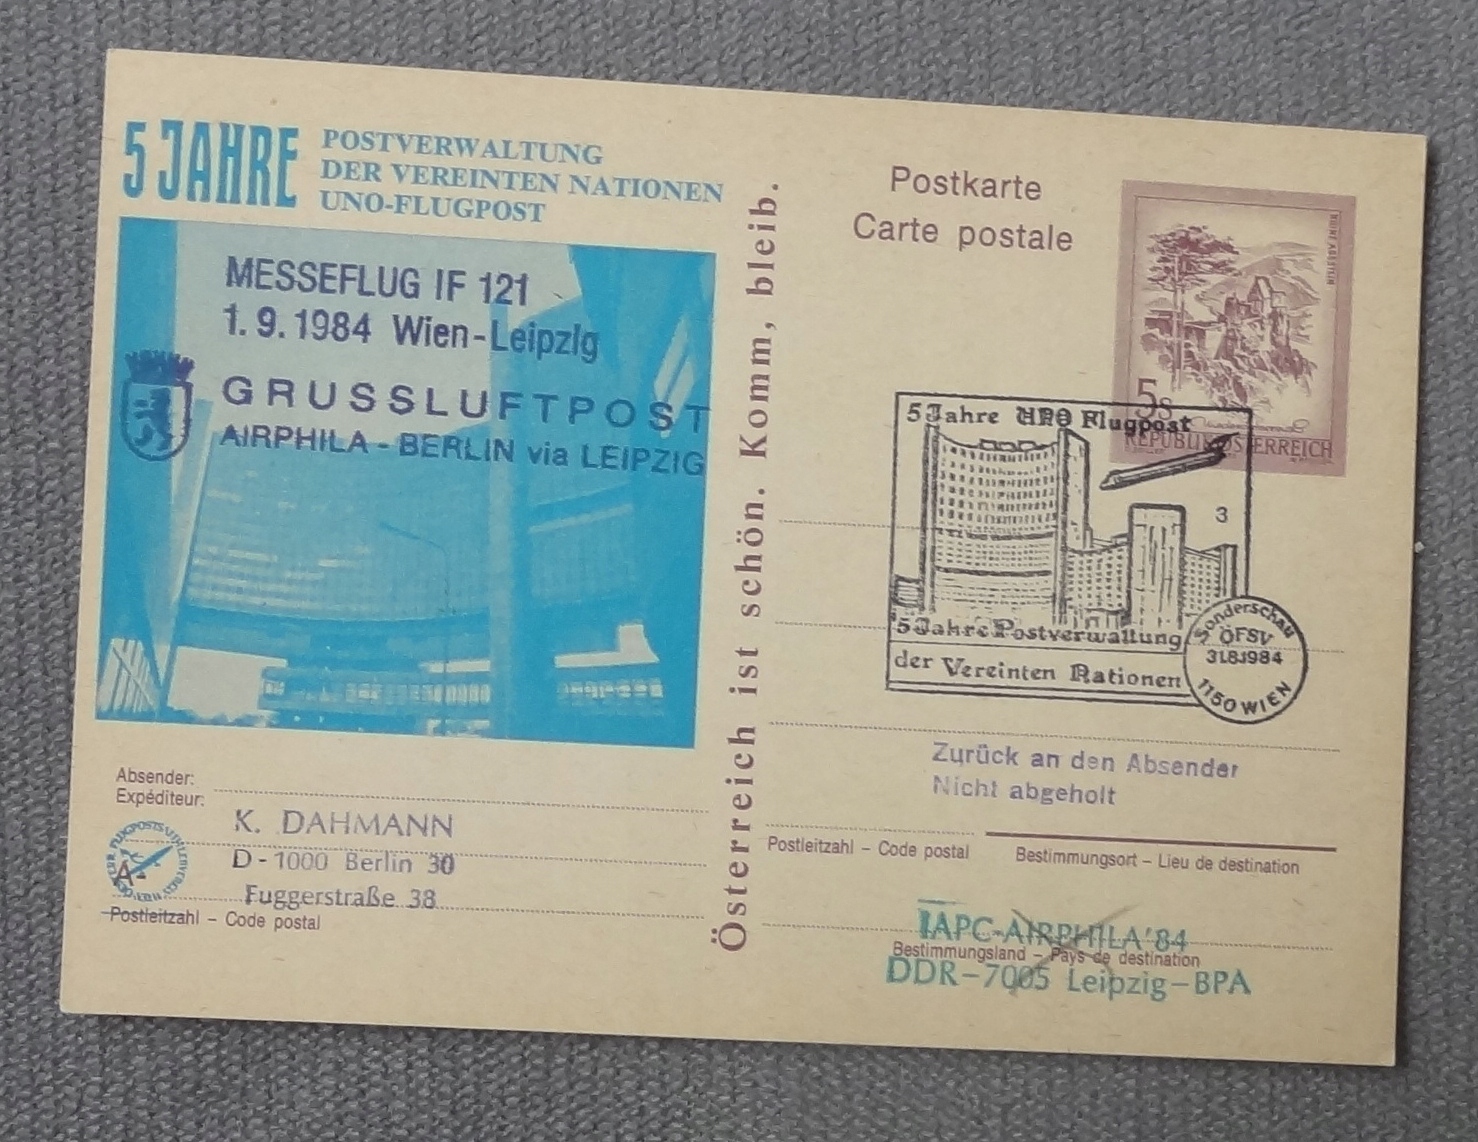 5 JAHRE
POSTVERWALTUNG
DER VEREINTEN NATIONEN
UNO-FLUGPOST
MESSEFLUG IF 121
1.9.1984 Wien-Leipzig
GRUSSLUFTPOST
AIRPHILA - BERLIN via LEIPZIG
Absender:
Expéditeur:
K. DAHMANN
D-1000 Berlin 30
Fuggerstraße 38
Postleitzahl – Code postal
Österreich ist schön. Komm, bleib.
Postkarte
Carte postale
RUINE AGGSTEIN
5s
REPUBLIK ÖSTERREICH
5 Jahre UNO Flugpost
3
5 Jahre Postverwaltung
der Vereinten Nationen
Sonderschau
ÖFSV
31.8.1984
1150 WIEN
Zurück an den Absender
Nicht abgeholt
Postleitzahl – Code postal
Bestimmungsort – Lieu de destination
IAPC-AIRPHILA'84
Bestimmungsland – Pays de destination
DDR-7005 Leipzig-BPA